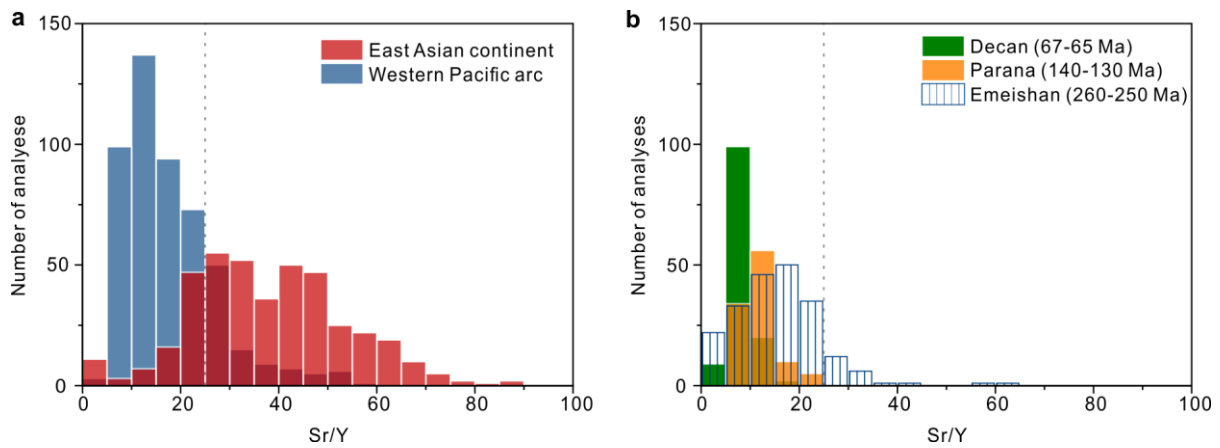 a
150
100
50
0
Number of analyese
East Asian continent
Western Pacific arc
0 20 40 60 80 100
Sr/Y
b
150
100
50
0
Number of analyses
Decan (67-65 Ma)
Parana (140-130 Ma)
Emeishan (260-250 Ma)
0 20 40 60 80 100
Sr/Y